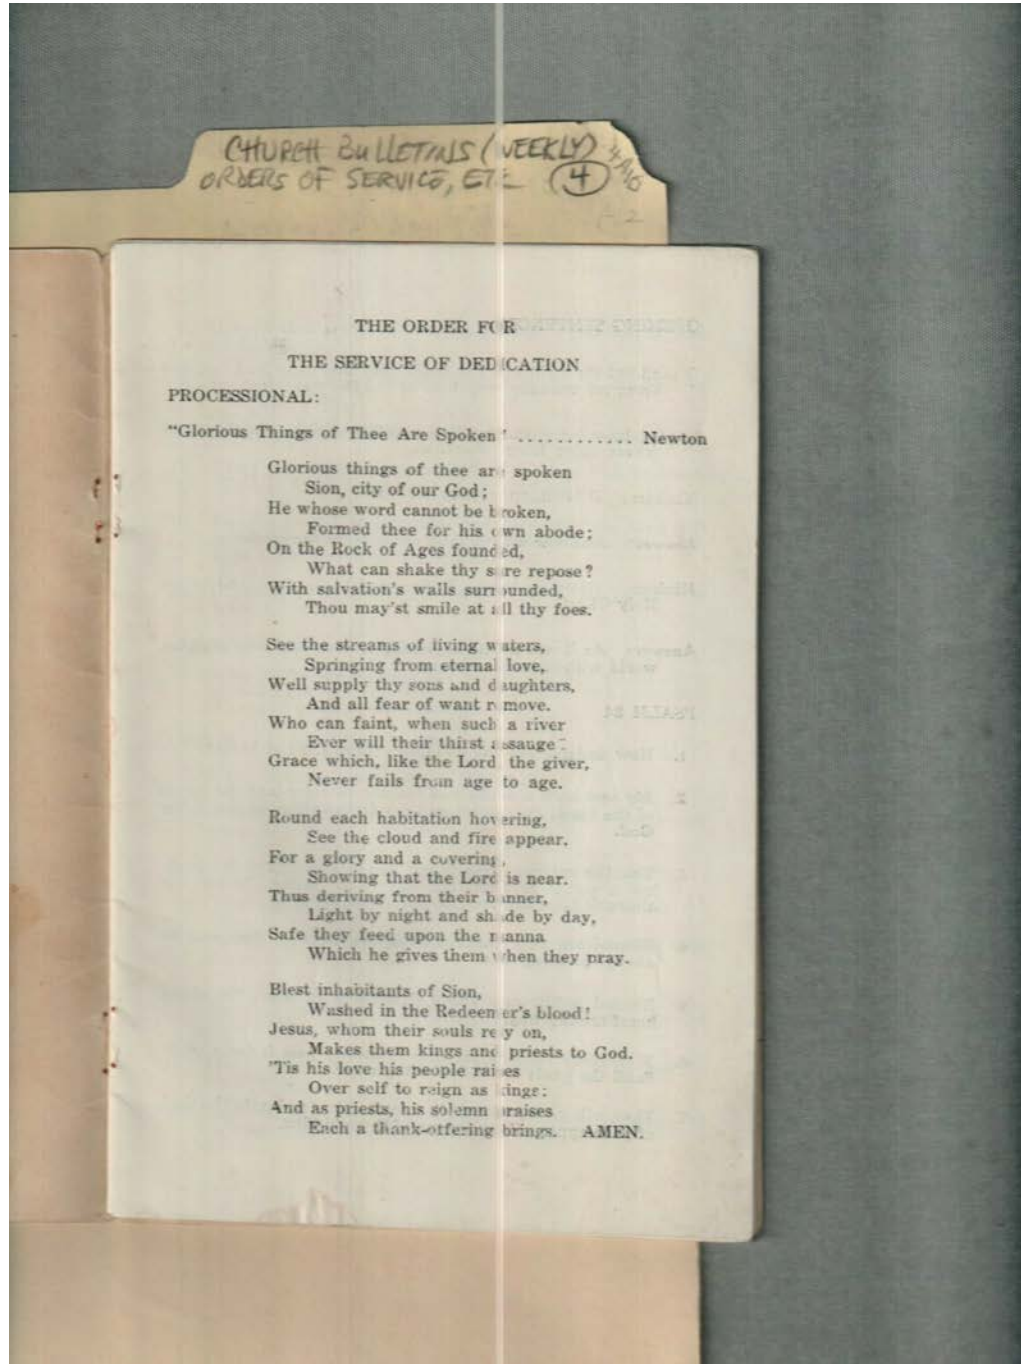 CHURCH BULLETINS (WEEKLY)
ORDERS OF SERVICE, ETC 4
THE ORDER FOR
THE SERVICE OF DEDICATION
PROCESSIONAL:
"Glorious Things of Thee Are Spoken" ............ Newton
Glorious things of thee are spoken
Sion, city of our God;
He whose word cannot be broken,
Formed thee for his own abode;
On the Rock of Ages founded,
What can shake thy sure repose?
With salvation's walls surrounded,
Thou may'st smile at all thy foes.
See the streams of living waters,
Springing from eternal love,
Well supply thy sons and daughters,
And all fear of want remove.
Who can faint, when such a river
Ever will their thirst assauge?
Grace which, like the Lord the giver,
Never fails from age to age.
Round each habitation hovering,
See the cloud and fire appear.
For a glory and a covering,
Showing that the Lord is near.
Thus deriving from their banner,
Light by night and shade by day,
Safe they feed upon the manna
Which he gives them when they pray.
Blest inhabitants of Sion,
Washed in the Redeemer's blood!
Jesus, whom their souls rely on,
Makes them kings and priests to God.
'Tis his love his people raises
Over self to reign as kings:
And as priests, his solemn praises
Each a thank-offering brings. AMEN.